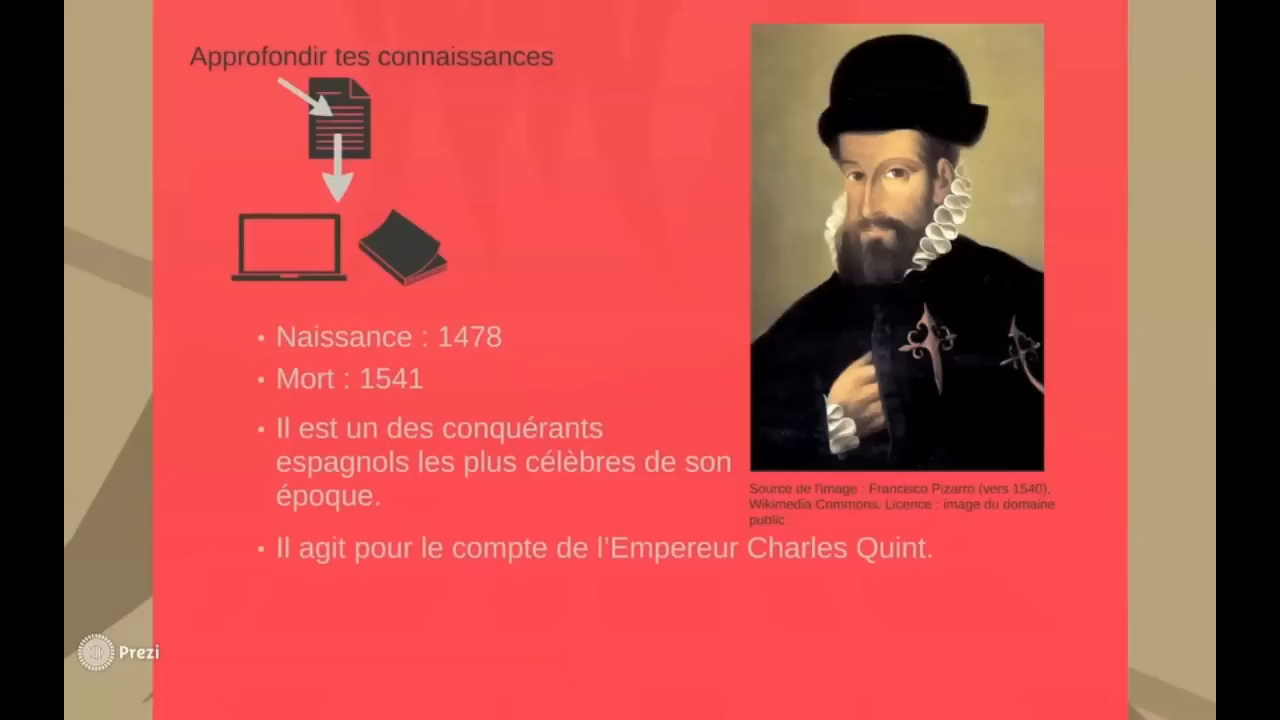 Approfondir tes connaissances
• Naissance : 1478
• Mort : 1541
• Il est un des conquérants
espagnols les plus célèbres de son
époque.
Source de l'image : Francisco Pizarro (vers 1540),
Wikimedia Commons. Licence : image du domaine
public.
• Il agit pour le compte de l’Empereur Charles Quint.
Prezi